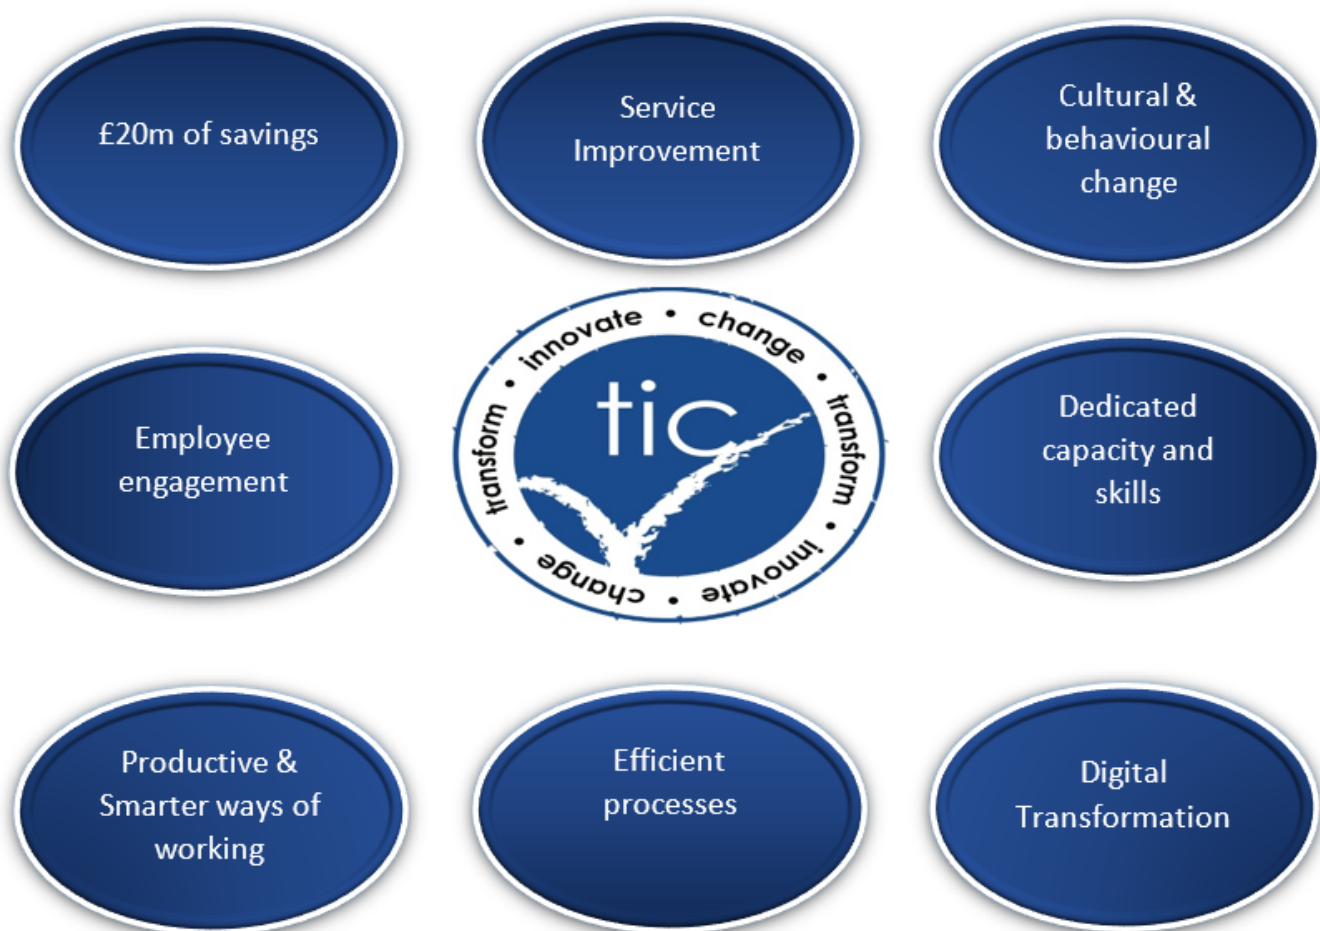 £20m of savings
Service
Improvement
Cultural &
behavioural
change
Employee
engagement
transform • innovate • change • transform • innovate • change •
tic
Dedicated
capacity and
skills
Productive &
Smarter ways of
working
Efficient
processes
Digital
Transformation